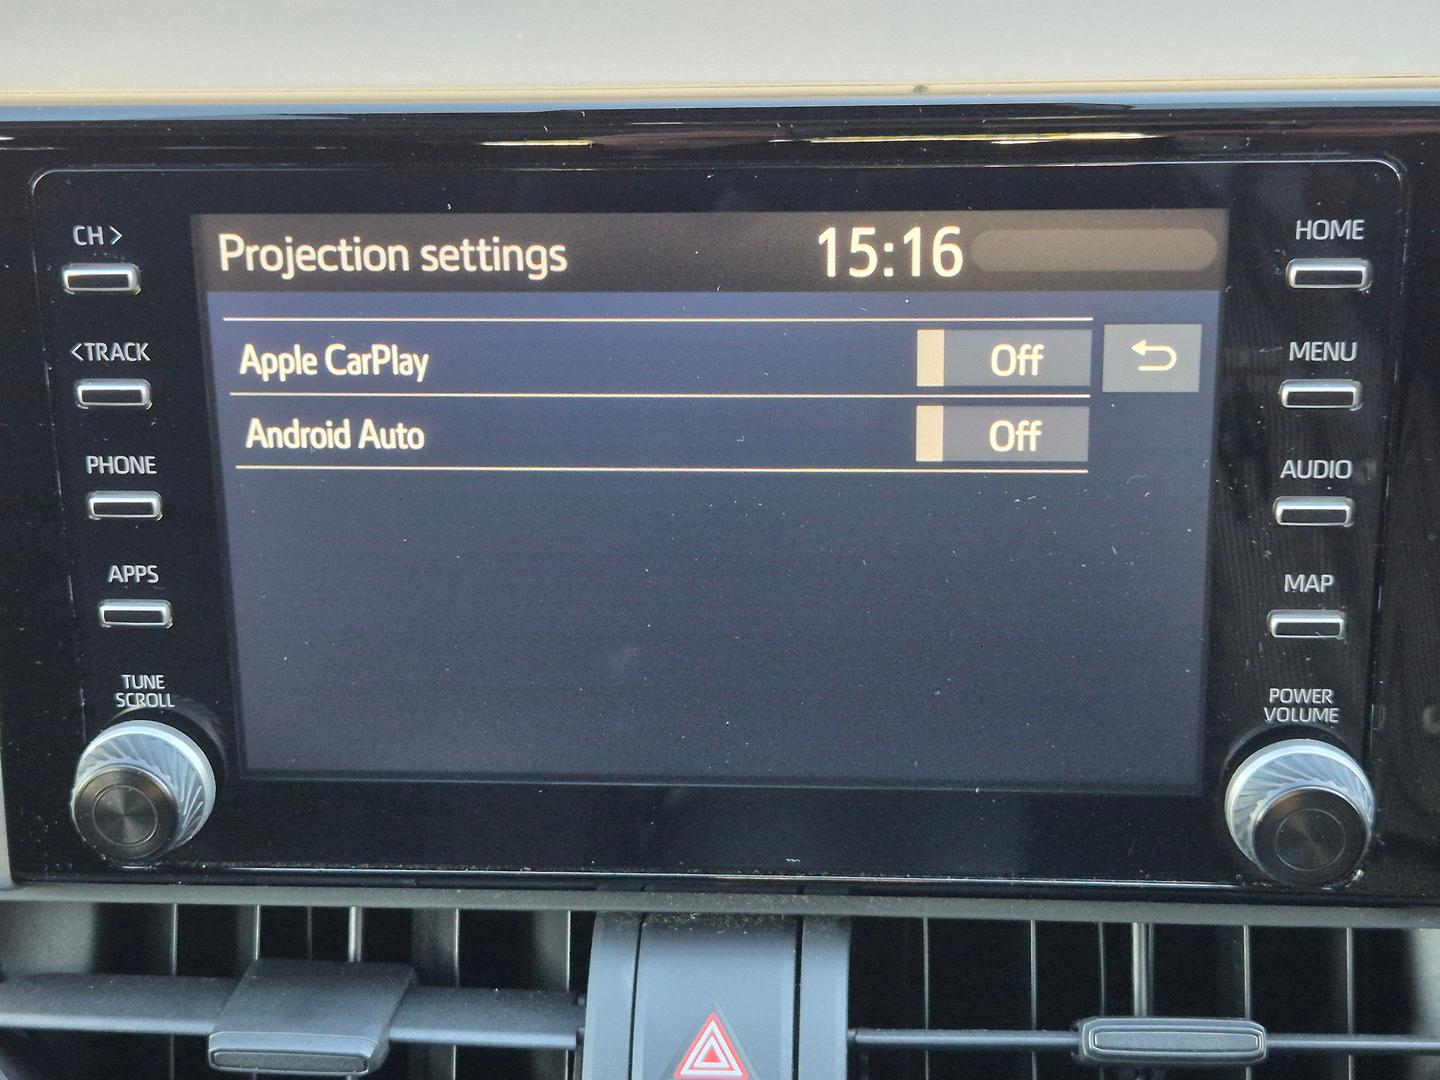 CH >
<TRACK
PHONE
APPS
TUNE
SCROLL
Projection settings 15:16
Apple CarPlay Off
Android Auto Off
HOME
MENU
AUDIO
MAP
POWER
VOLUME